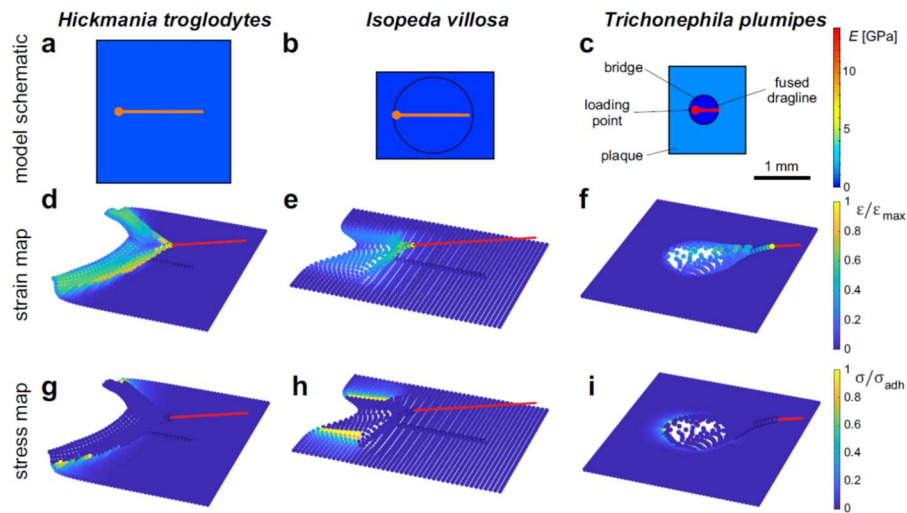 Hickmania troglodytes
Isopeda villosa
Trichonephila plumipes
model schematic
a
b
c
bridge
loading
point
plaque
fused
dragline
1 mm
E [GPa]
10
5
0
strain map
d
e
f
ε/εmax
1
0.8
0.6
0.4
0.2
0
stress map
g
h
i
σ/σadh
1
0.8
0.6
0.4
0.2
0